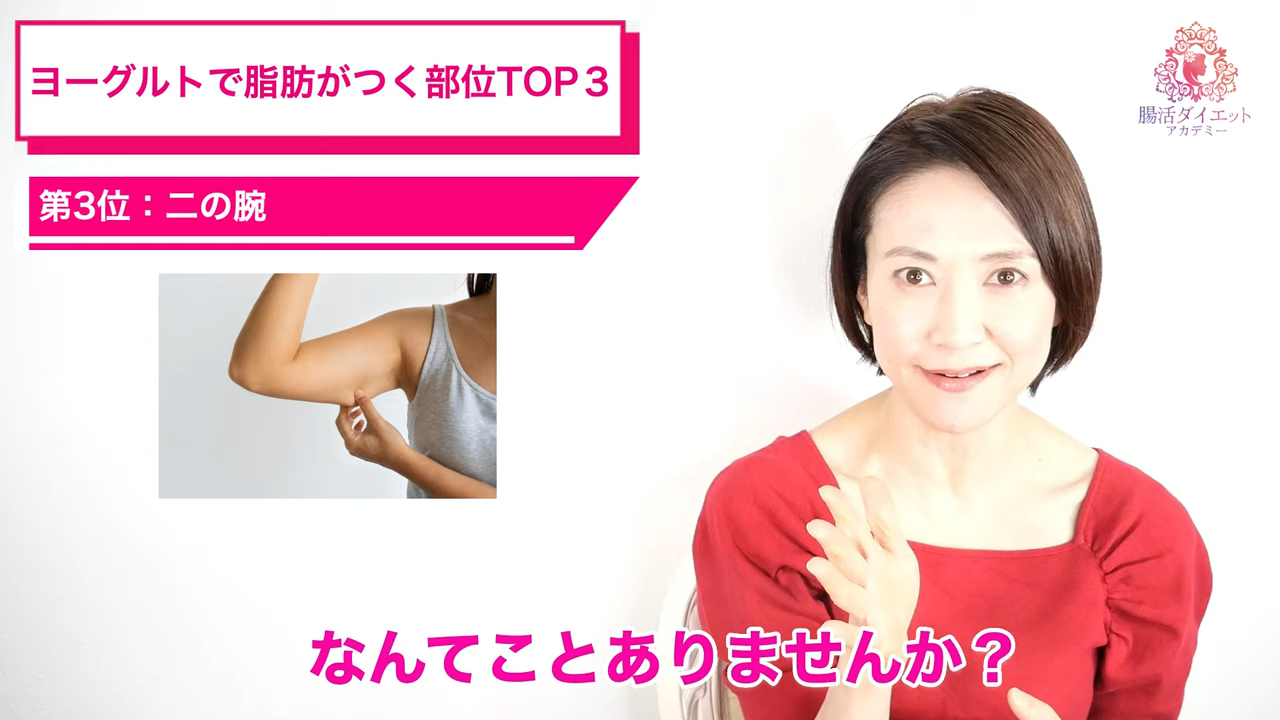 ヨーグルトで脂肪がつく部位TOP３
腸活ダイエット
アカデミー
第3位：二の腕
なんてことありませんか？